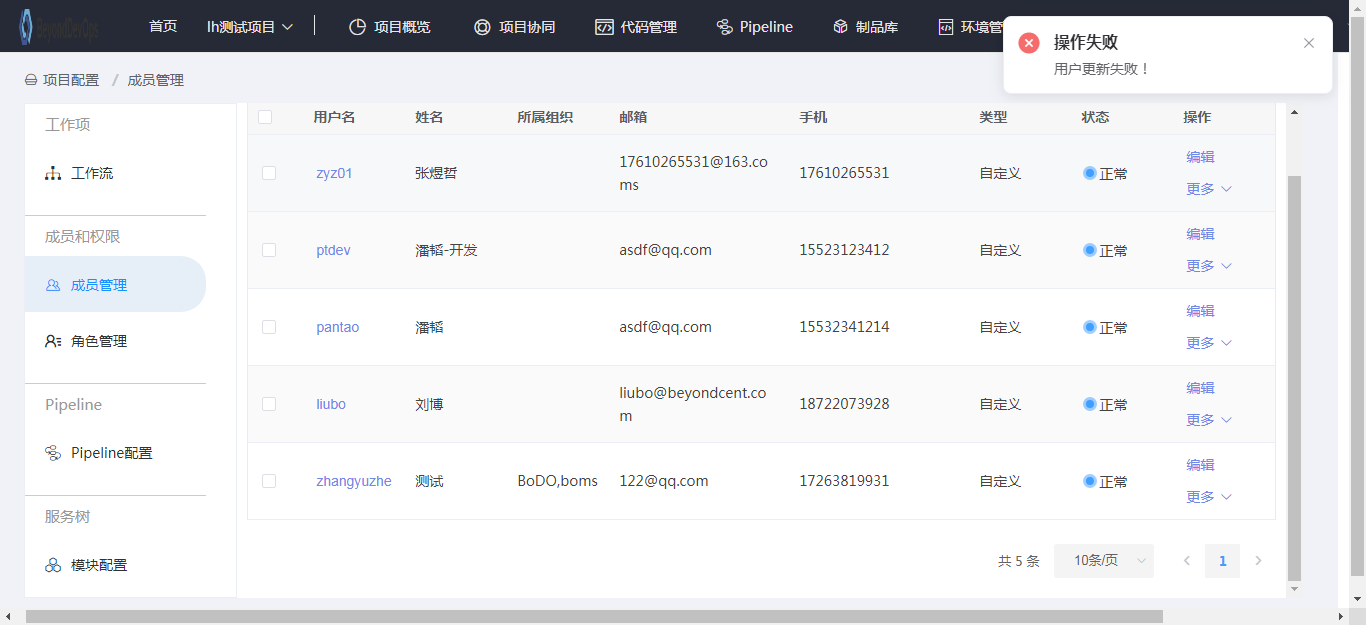 BeyondDevOps
首页
lh测试项目
项目概览
项目协同
代码管理
Pipeline
制品库
环境管
操作失败
用户更新失败！
项目配置 / 成员管理
工作项
工作流
成员和权限
成员管理
角色管理
Pipeline
Pipeline配置
服务树
模块配置
用户名 姓名 所属组织 邮箱 手机 类型 状态 操作
zyz01 张煜哲 17610265531@163.co
ms 17610265531 自定义 正常 编辑
更多
ptdev 潘韬-开发 asdf@qq.com 15523123412 自定义 正常 编辑
更多
pantao 潘韬 asdf@qq.com 15532341214 自定义 正常 编辑
更多
liubo 刘博 liubo@beyondcent.co
m 18722073928 自定义 正常 编辑
更多
zhangyuzhe 测试 BoDO,boms 122@qq.com 17263819931 自定义 正常 编辑
更多
共 5 条 10条/页 1